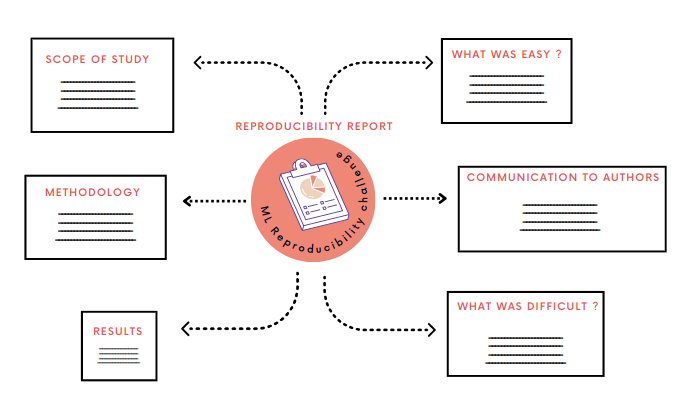 SCOPE OF STUDY
WHAT WAS EASY ?
REPRODUCIBILITY REPORT
ML Reproducibility challenge
METHODOLOGY
COMMUNICATION TO AUTHORS
RESULTS
WHAT WAS DIFFICULT ?